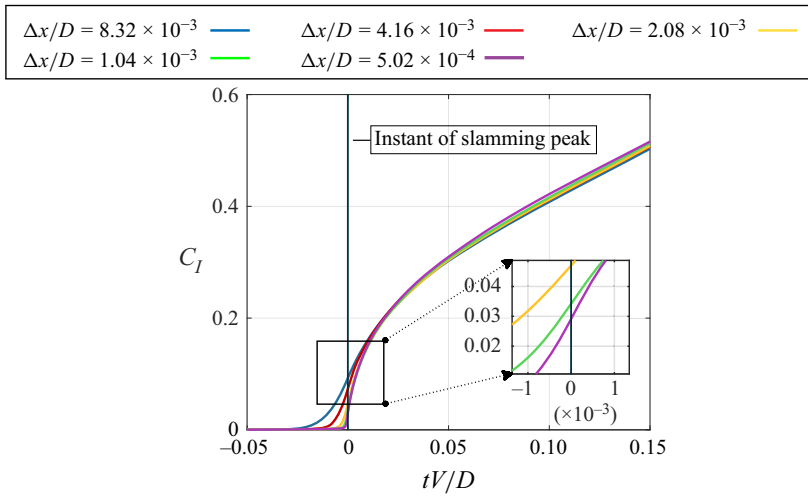 Δx/D = 8.32 × 10⁻³ Δx/D = 4.16 × 10⁻³ Δx/D = 2.08 × 10⁻³
Δx/D = 1.04 × 10⁻³ Δx/D = 5.02 × 10⁻⁴
Instant of slamming peak
0.6
0.4
0.2
0
C_I
0.04
0.03
0.02
−1 0 1
(×10⁻³)
−0.05 0 0.05 0.10 0.15
tV/D